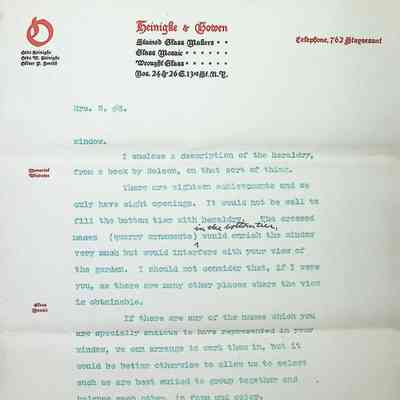 Heinigke & Bowen
Stained Glass Makers
Glass Mosaic
Wrought Glass
Nos. 24 & 26 E. 13th St. N.Y.
Telephone, 762 Stuyvesant
Otto Heinigke
Otto W. Heinigke
Oliver P. Smith
Mrs. S. #2.
window.
I enclose a description of the heraldry,
from a book by Nelson, on that sort of thing.
Memorial
Windows
There are eighteen achievements and we
only have eight openings. It would not be well to
fill the bottom tier with heraldry. The crossed
in the bottom tier,
names (quarry ornaments) would enrich the window
very much but would interfere with your view of
the garden. I should not consider that, if I were
you, as there are many other places where the view
is obtainable.
Glass
Mosaic
If there are any of the names which you
are specially anxious to have represented in your
window, we can arrange to work them in, but it
would be better otherwise to allow us to select
such as are best suited to group together and
balance each other, in form and color.